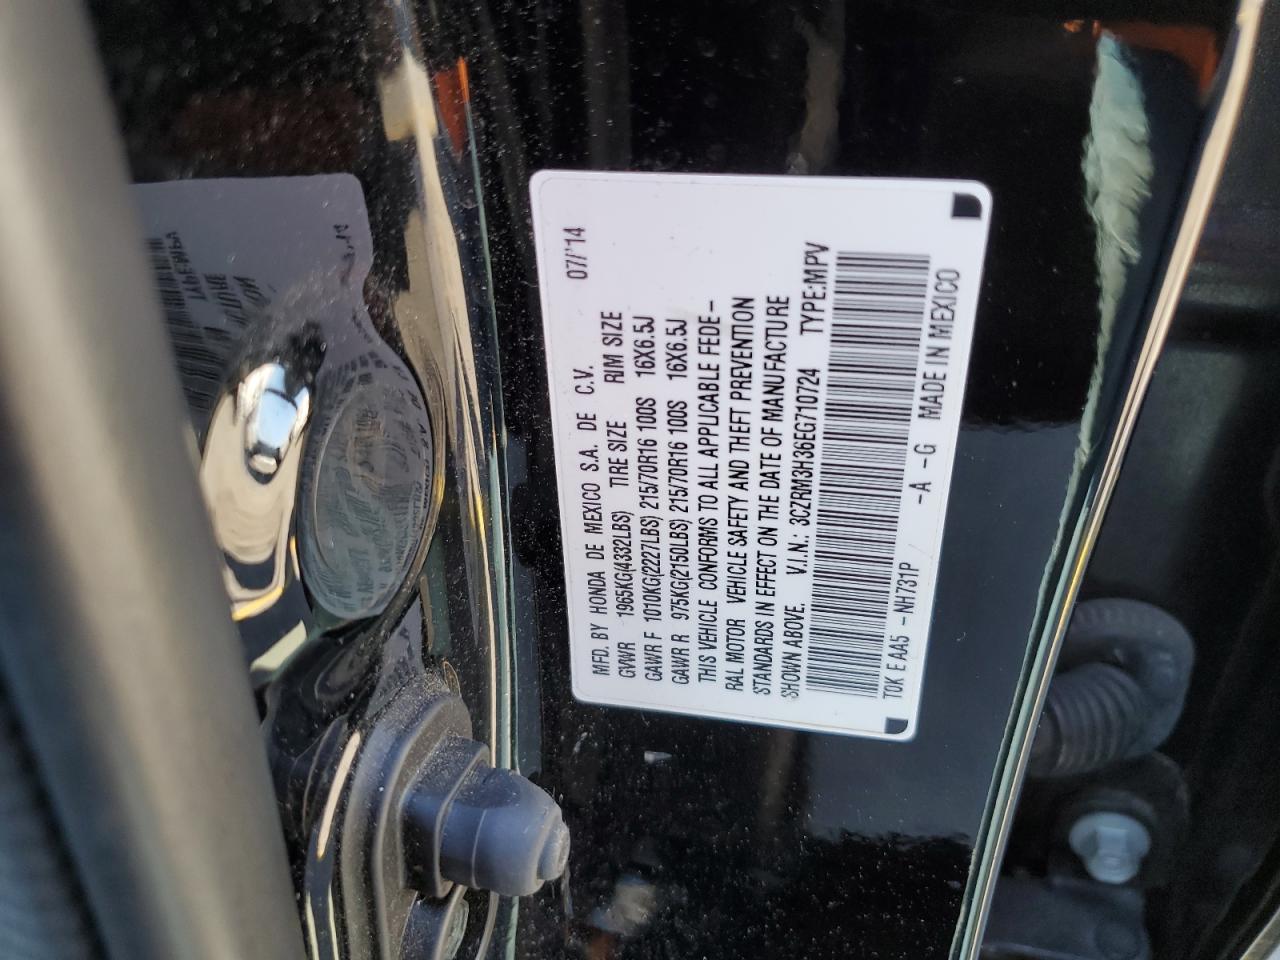 07/'14
MFD. BY HONDA DE MEXICO S.A. DE C.V.
GVWR 1965KG(4332LBS) TIRE SIZE RIM SIZE
GAWR F 1010KG(2227LBS) 215/70R16 100S 16X6.5J
GAWR R 975KG(2150LBS) 215/70R16 100S 16X6.5J
THIS VEHICLE CONFORMS TO ALL APPLICABLE FEDE-
RAL MOTOR VEHICLE SAFETY AND THEFT PREVENTION
STANDARDS IN EFFECT ON THE DATE OF MANUFACTURE
SHOWN ABOVE. V.I.N.: 3CZRM3H36EG710724 TYPE:MPV
T0K E AA5 -NH731P -A -G MADE IN MEXICO